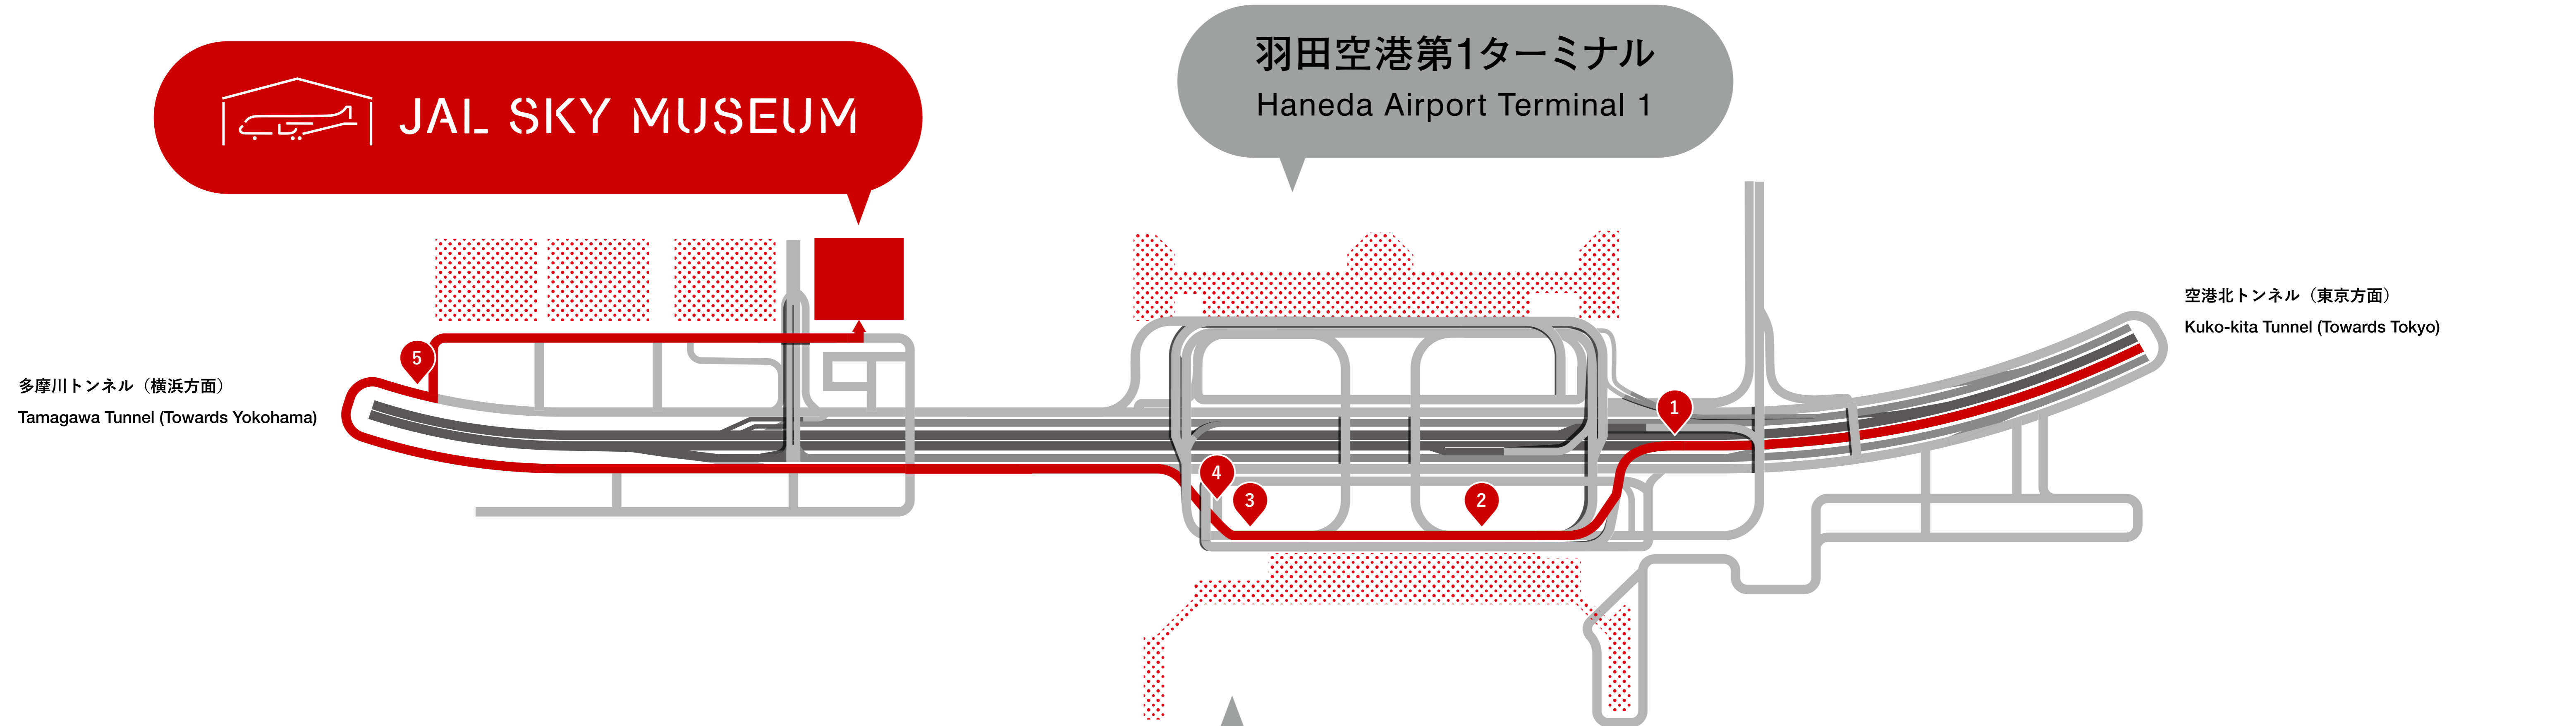 JAL SKY MUSEUM
羽田空港第1ターミナル
Haneda Airport Terminal 1
空港北トンネル（東京方面）
Kuko-kita Tunnel (Towards Tokyo)
5
多摩川トンネル（横浜方面）
Tamagawa Tunnel (Towards Yokohama)
1
4
3
2